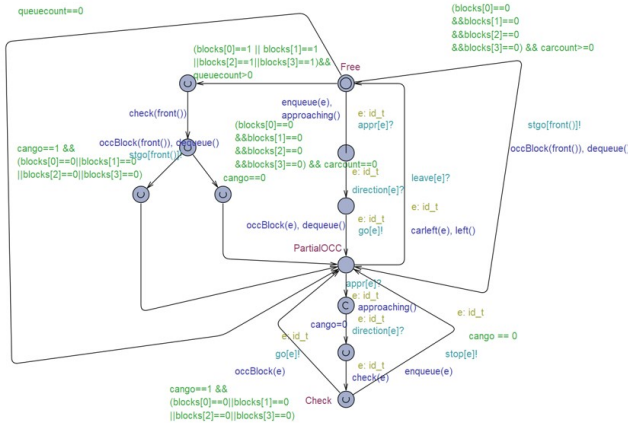 queuecount==0
(blocks[0]==0
&&blocks[1]==0
&&blocks[2]==0
&&blocks[3]==0) && carcount>=0
(blocks[0]==1 || blocks[1]==1
||blocks[2]==1||blocks[3]==1)&&
queuecount>0
Free
enqueue(e),
approaching()
e: id_t
appr[e]?
check(front())
(blocks[0]==0
&&blocks[1]==0
&&blocks[2]==0
&&blocks[3]==0) && carcount==0
stgo[front()]!
occBlock(front()), dequeue()
occBlock(front()), dequeue()
stgo[front()]!
cango==1 &&
(blocks[0]==0||blocks[1]==0
||blocks[2]==0||blocks[3]==0)
cango==0
e: id_t
direction[e]?
leave[e]?
e: id_t
e: id_t
go[e]!
occBlock(e), dequeue()
carleft(e), left()
PartialOCC
appr[e]?
e: id_t
approaching()
e: id_t
cango=0
e: id_t
direction[e]?
e: id_t
cango == 0
go[e]!
stop[e]!
e: id_t
occBlock(e)
check(e)
enqueue(e)
cango==1 &&
(blocks[0]==0||blocks[1]==0
||blocks[2]==0||blocks[3]==0)
Check